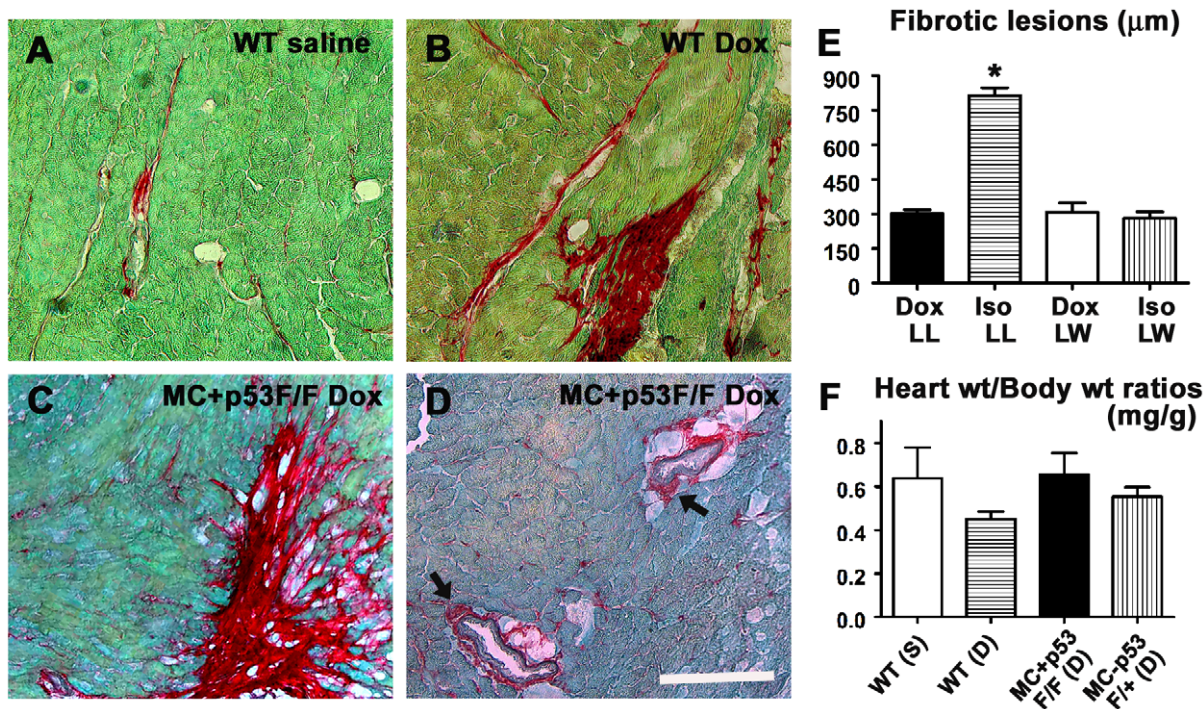 A
WT saline
B
WT Dox
C
MC+p53F/F Dox
D
MC+p53F/F Dox
E
Fibrotic lesions (μm)
900
750
600
450
300
150
0
*
Dox
LL
Iso
LL
Dox
LW
Iso
LW
F
Heart wt/Body wt ratios
(mg/g)
0.8
0.6
0.4
0.2
0.0
WT (S)
WT (D)
MC+p53
F/F (D)
MC-p53
F/+ (D)